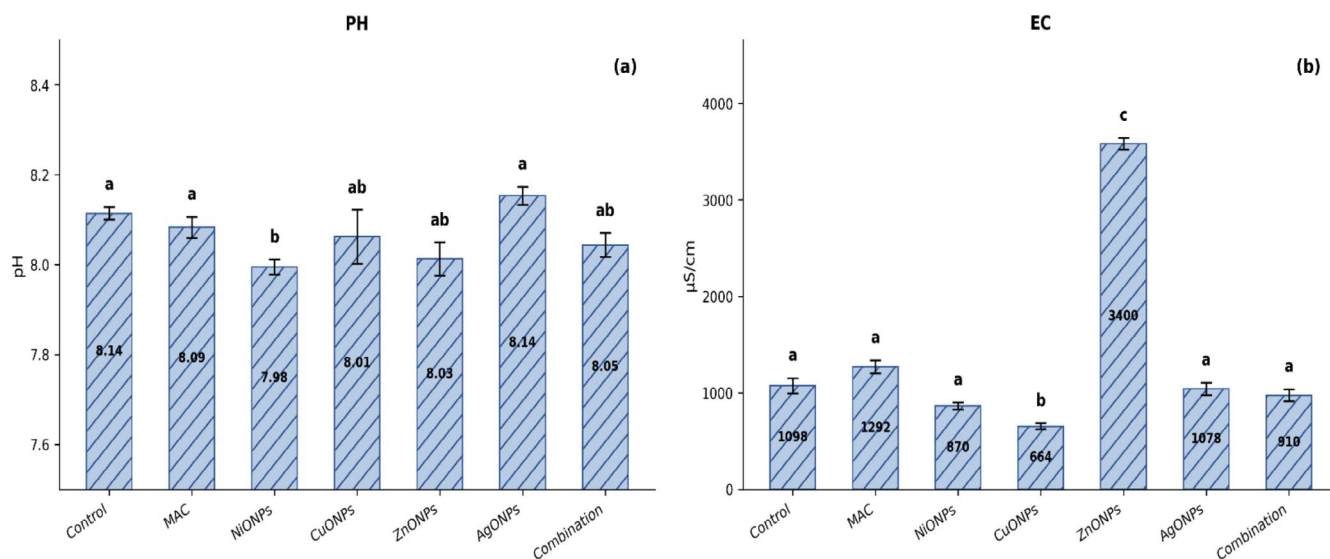 PH
(a)
pH
8.4
8.2
8.0
7.8
7.6
a
a
b
ab
ab
a
ab
8.14
8.09
7.98
8.01
8.03
8.14
8.05
Control
MAC
NiONPs
CuONPs
ZnONPs
AgONPs
Combination
EC
(b)
µS/cm
4000
3000
2000
1000
0
a
a
a
b
c
a
a
1098
1292
870
664
3400
1078
910
Control
MAC
NiONPs
CuONPs
ZnONPs
AgONPs
Combination